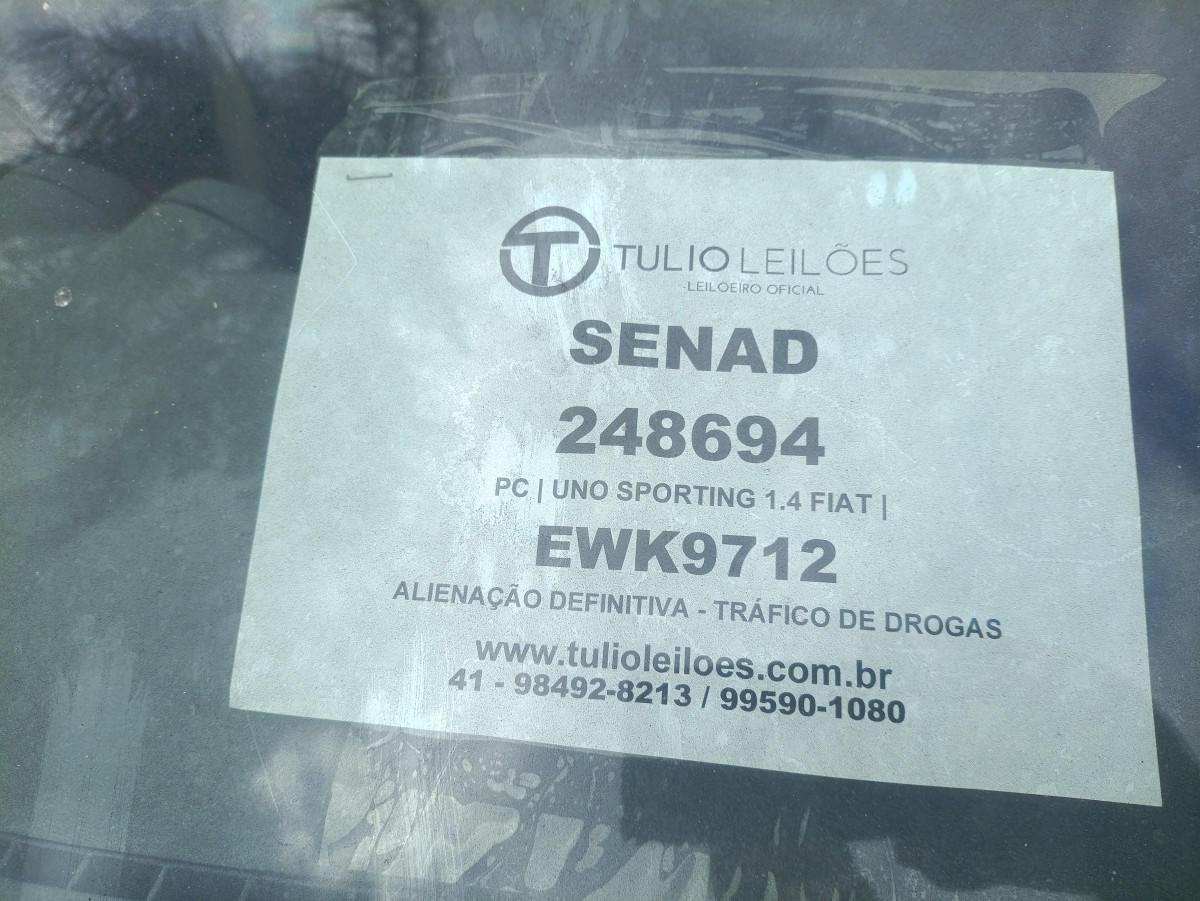 T TULIO LEILÕES
LEILOEIRO OFICIAL
SENAD
248694
PC | UNO SPORTING 1.4 FIAT |
EWK9712
ALIENAÇÃO DEFINITIVA - TRÁFICO DE DROGAS
www.tulioleiloes.com.br
41 - 98492-8213 / 99590-1080